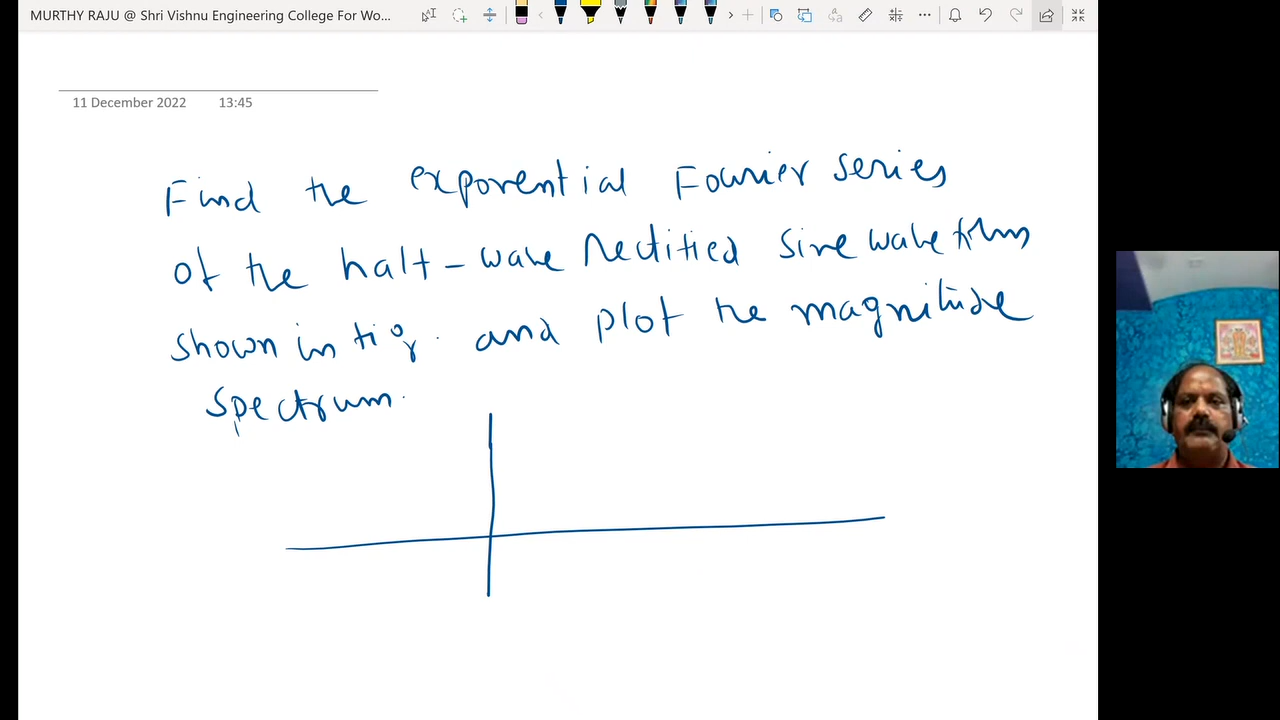 MURTHY RAJU @ Shri Vishnu Engineering College For Wo...
11 December 2022 13:45
Find the exponential Fourier series
of the half-wave Rectified sine wave form
shown in fig. and plot the magnitude
spectrum.